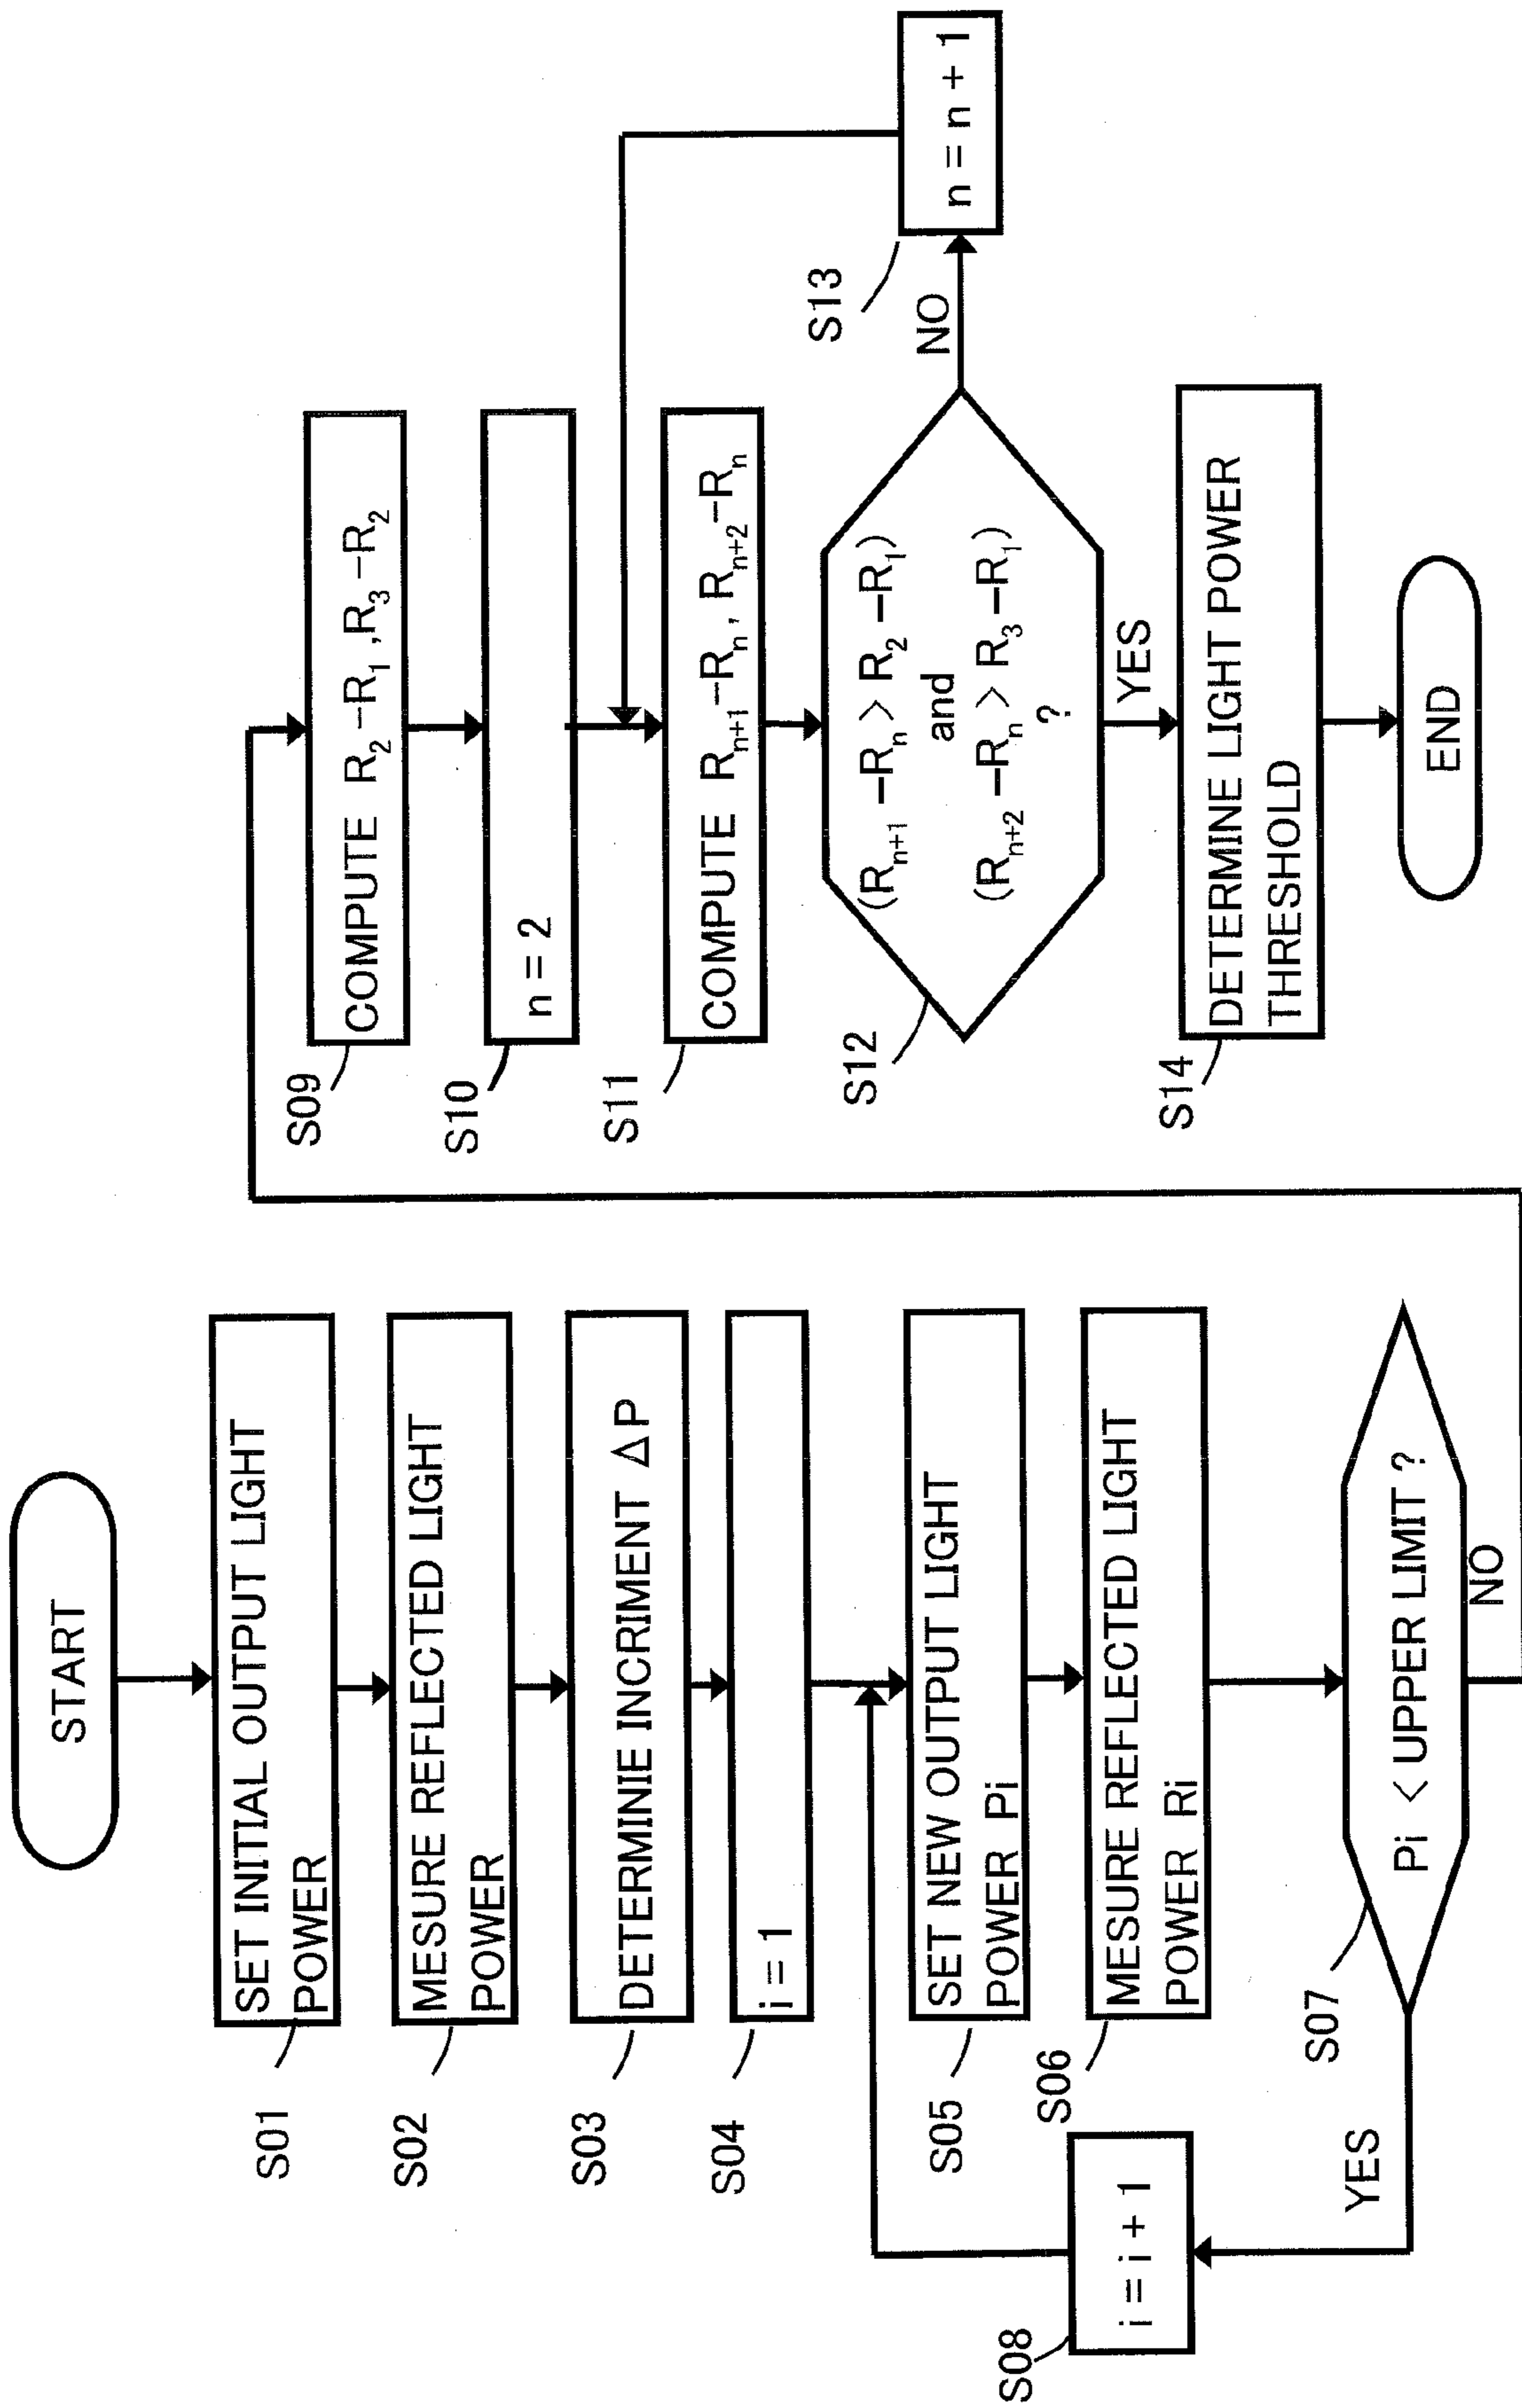 START
S01
SET INITIAL OUTPUT LIGHT
POWER
S02
MESURE REFLECTED LIGHT
POWER
S03
DETERMINIE INCRIMENT ΔP
S04
i = 1
S05
SET NEW OUTPUT LIGHT
POWER Pi
S06
MESURE REFLECTED LIGHT
POWER Ri
S07
Pi < UPPER LIMIT ?
YES
NO
S08
i = i + 1
S09
COMPUTE R₂ −R₁ ,R₃ −R₂
S10
n = 2
S11
COMPUTE Rₙ₊₁ −Rₙ, Rₙ₊₂ −Rₙ
S12
(Rₙ₊₁ −Rₙ > R₂ −R₁)
and
(Rₙ₊₂ −Rₙ > R₃ −R₁)
?
NO
S13
n = n + 1
YES
S14
DETERMINE LIGHT POWER
THRESHOLD
END